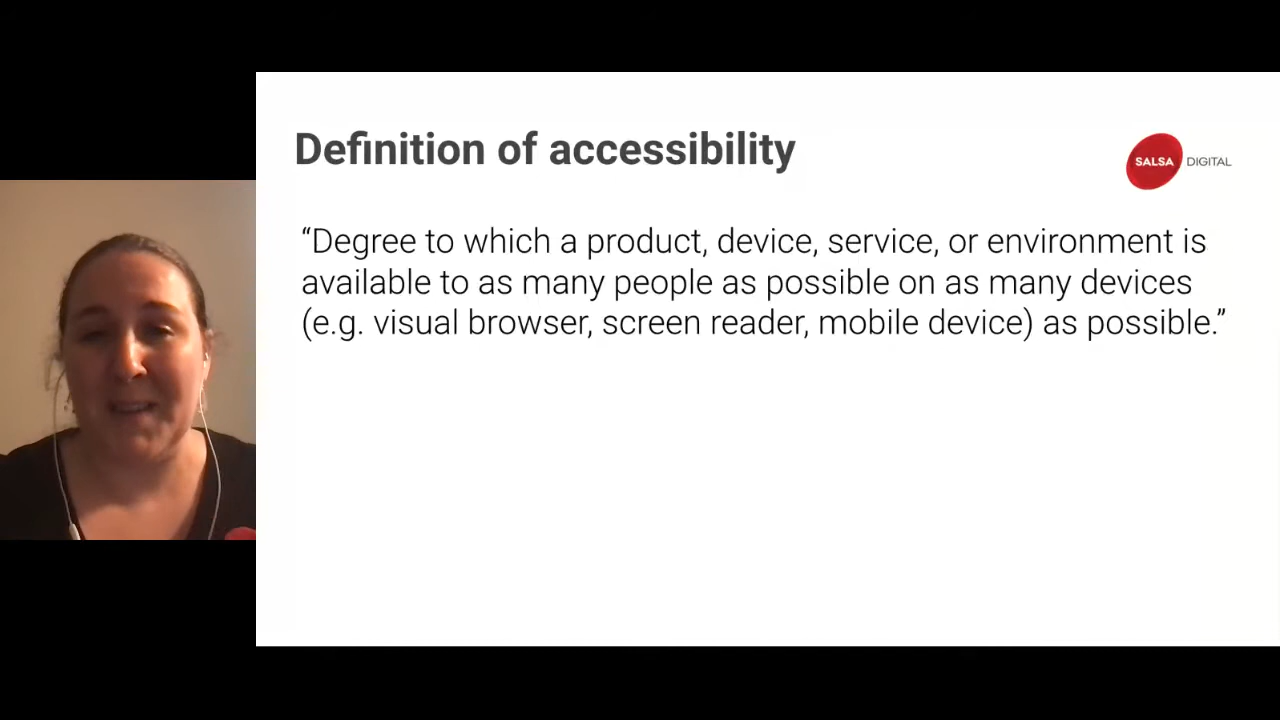 Definition of accessibility
SALSA DIGITAL
“Degree to which a product, device, service, or environment is
available to as many people as possible on as many devices
(e.g. visual browser, screen reader, mobile device) as possible.”